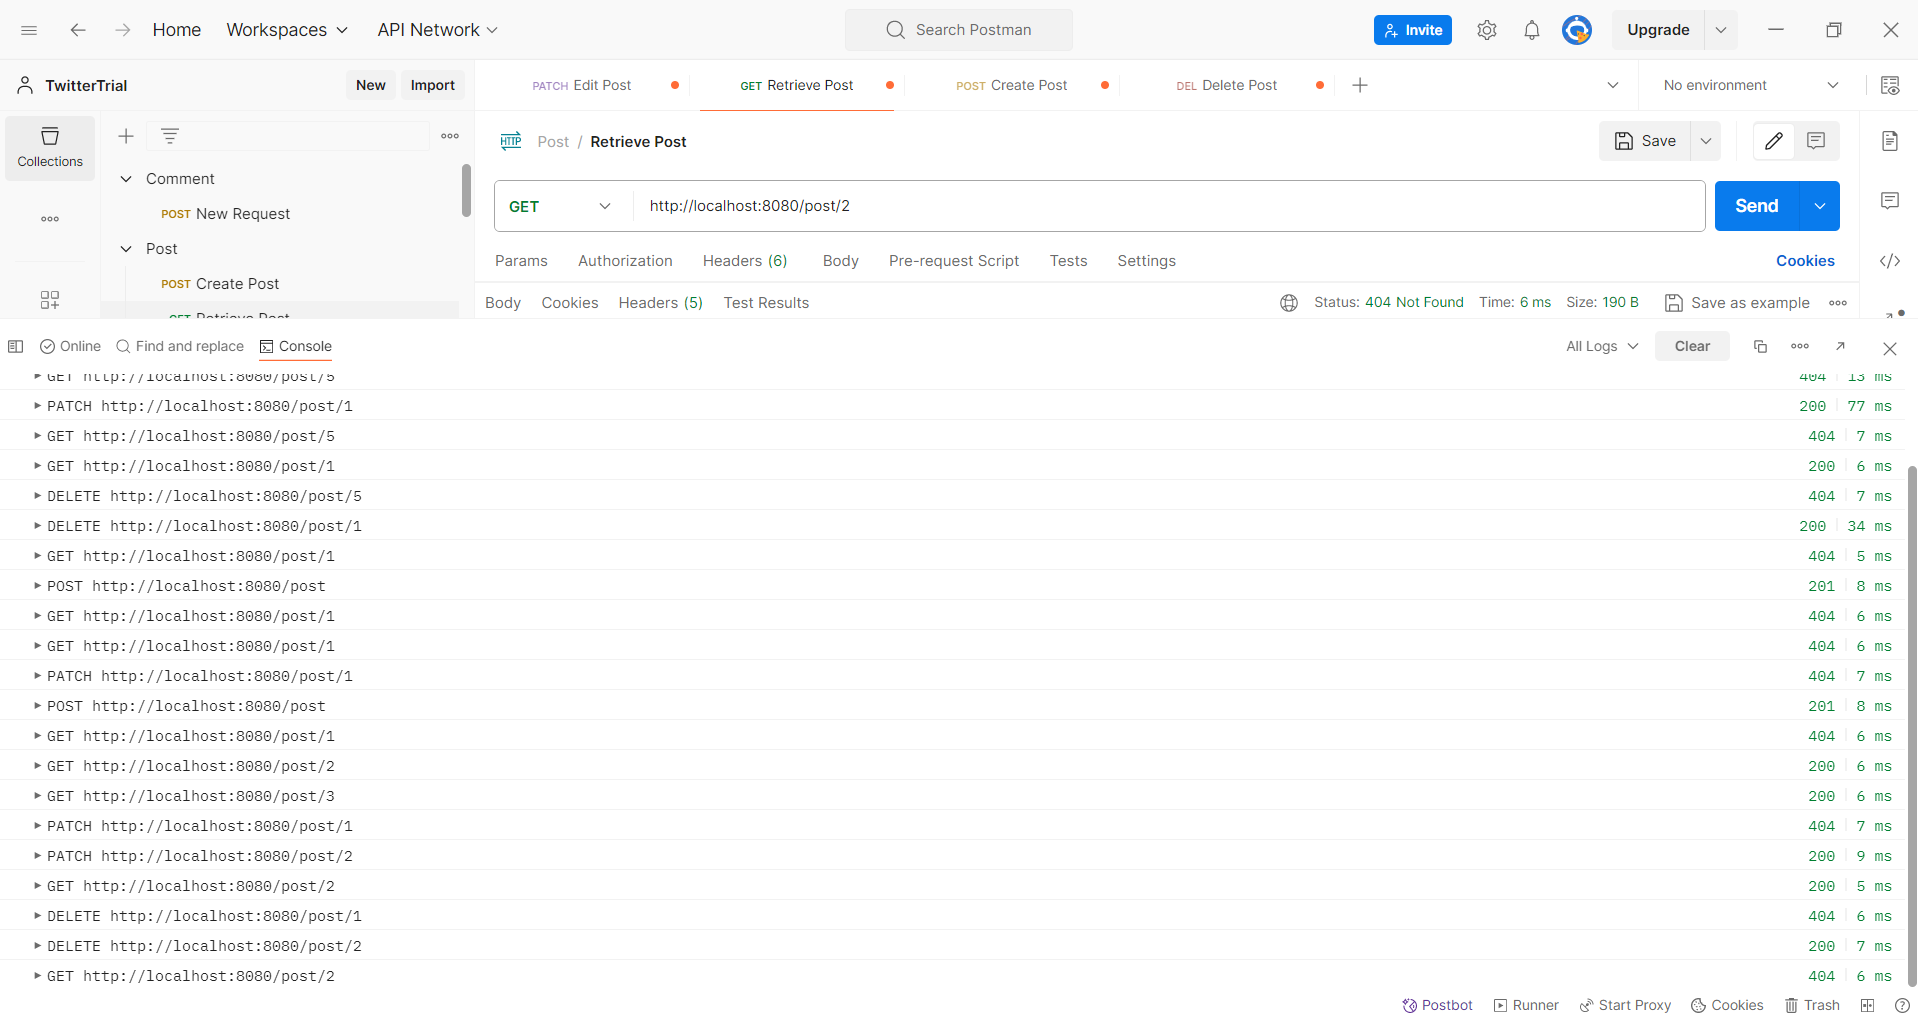 Home Workspaces API Network Search Postman Invite Upgrade
TwitterTrial New Import PATCH Edit Post GET Retrieve Post POST Create Post DEL Delete Post No environment
Collections
Comment
POST New Request
Post
POST Create Post
GET Retrieve Post
HTTP Post / Retrieve Post Save
GET http://localhost:8080/post/2 Send
Params Authorization Headers (6) Body Pre-request Script Tests Settings Cookies
Body Cookies Headers (5) Test Results Status: 404 Not Found Time: 6 ms Size: 190 B Save as example
Online Find and replace Console All Logs Clear
GET http://localhost:8080/post/5 404 13 ms
PATCH http://localhost:8080/post/1 200 77 ms
GET http://localhost:8080/post/5 404 7 ms
GET http://localhost:8080/post/1 200 6 ms
DELETE http://localhost:8080/post/5 404 7 ms
DELETE http://localhost:8080/post/1 200 34 ms
GET http://localhost:8080/post/1 404 5 ms
POST http://localhost:8080/post 201 8 ms
GET http://localhost:8080/post/1 404 6 ms
GET http://localhost:8080/post/1 404 6 ms
PATCH http://localhost:8080/post/1 404 7 ms
POST http://localhost:8080/post 201 8 ms
GET http://localhost:8080/post/1 404 6 ms
GET http://localhost:8080/post/2 200 6 ms
GET http://localhost:8080/post/3 200 6 ms
PATCH http://localhost:8080/post/1 404 7 ms
PATCH http://localhost:8080/post/2 200 9 ms
GET http://localhost:8080/post/2 200 5 ms
DELETE http://localhost:8080/post/1 404 6 ms
DELETE http://localhost:8080/post/2 200 7 ms
GET http://localhost:8080/post/2 404 6 ms
Postbot Runner Start Proxy Cookies Trash